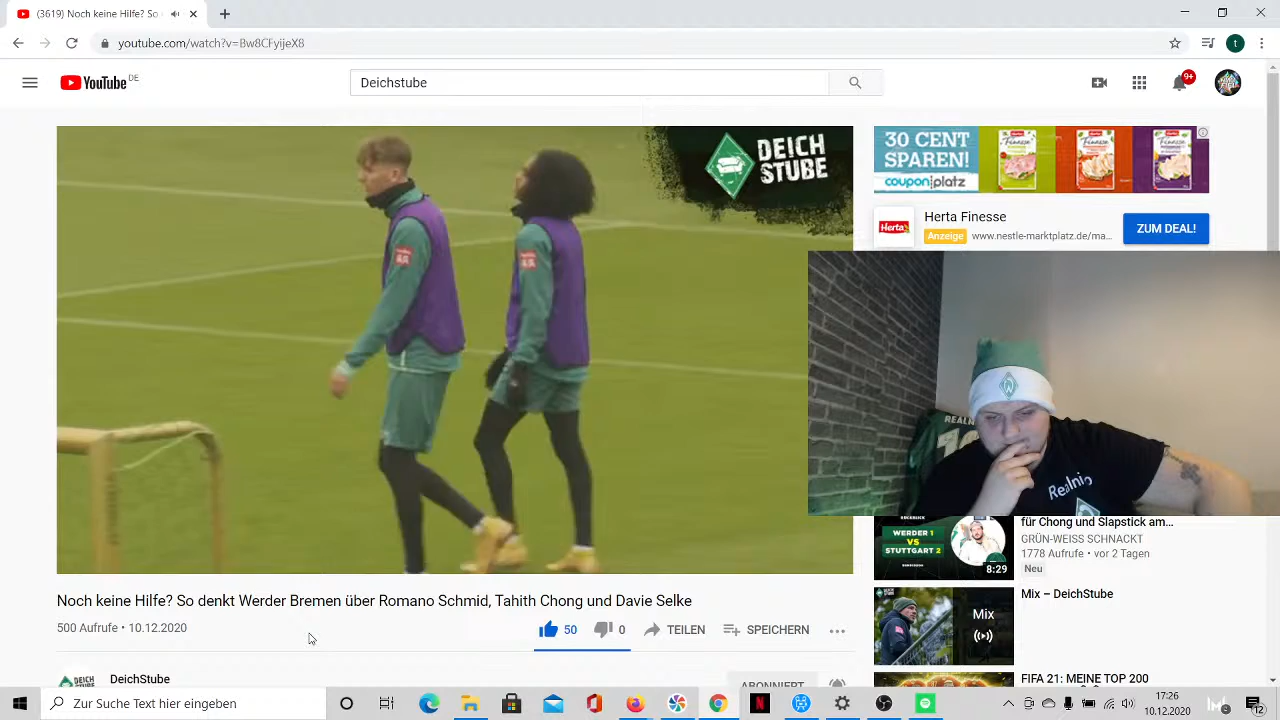 (3619) Noch keine Hilfe? So
youtube.com/watch?v=Bw8CFyijeX8
t
YouTube DE
Deichstube
9+
DEICH
STUBE
30 CENT
SPAREN!
couponplatz
Herta
Finesse
Herta Finesse
Anzeige www.nestle-marktplatz.de/ma...
ZUM DEAL!
REALN
Realnio
für Chong und Slapstick am...
GRÜN-WEISS SCHNACKT
1778 Aufrufe • vor 2 Tagen
Neu
RÜCKBLICK
WERDER 1
VS
STUTTGART 2
8:29
Mix
Mix – DeichStube
FIFA 21: MEINE TOP 200
Noch keine Hilfe? So denkt Werder Bremen über Romano Schmid, Tahith Chong und Davie Selke
500 Aufrufe • 10.12.2020
50
0
TEILEN
SPEICHERN
DeichStube
ABONNIERT
Zur Suche Text hier eingeben
17:26
10.12.2020
12